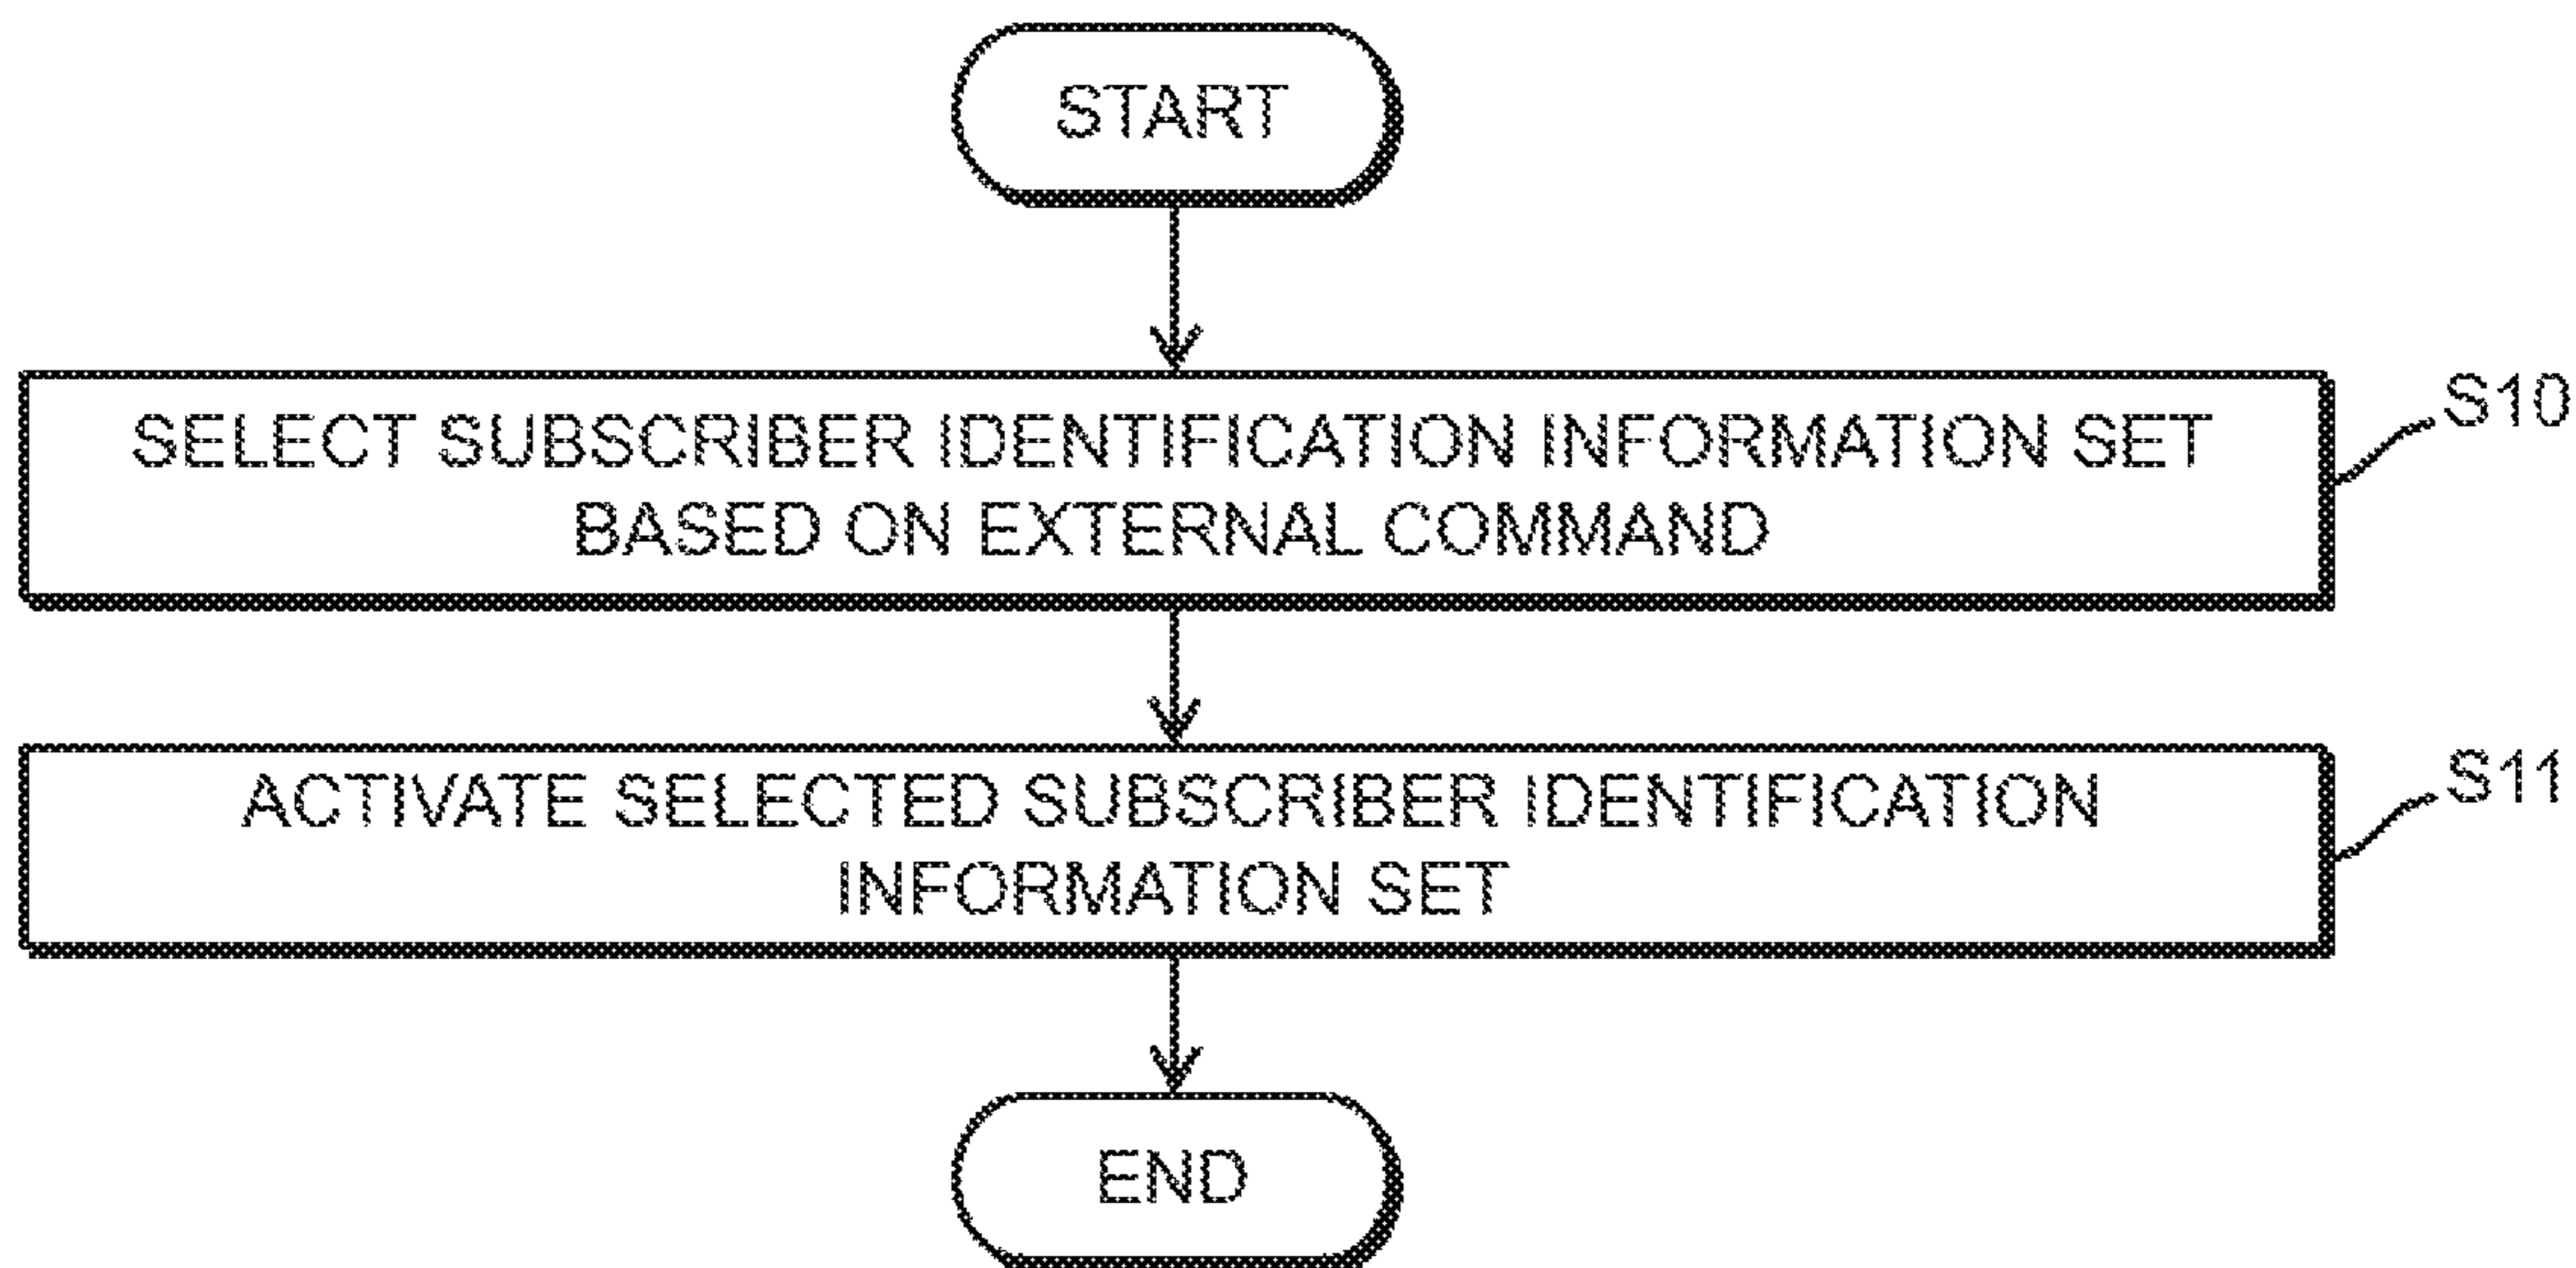 START
SELECT SUBSCRIBER IDENTIFICATION INFORMATION SET
BASED ON EXTERNAL COMMAND
S10
ACTIVATE SELECTED SUBSCRIBER IDENTIFICATION
INFORMATION SET
S11
END